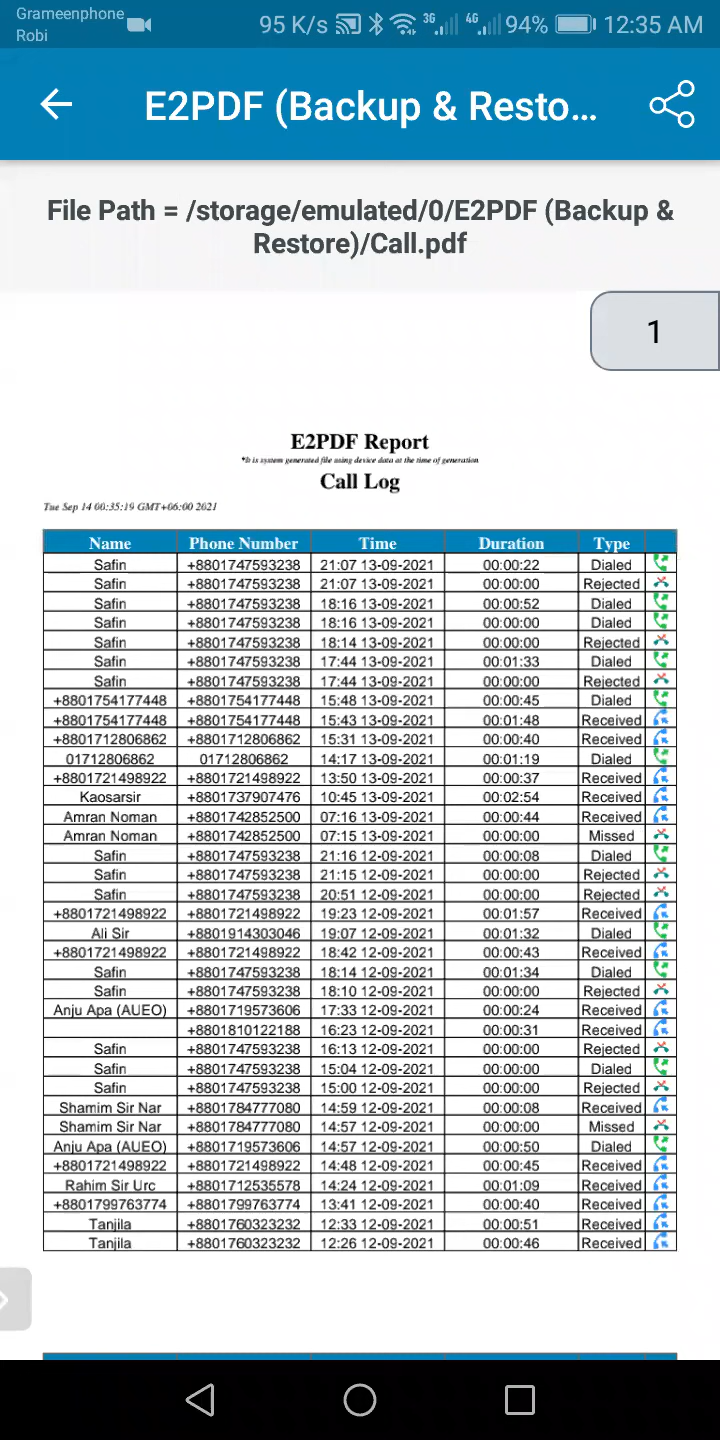 Grameenphone
Robi
95 K/s 3G 4G 94% 12:35 AM
E2PDF (Backup & Resto...
File Path = /storage/emulated/0/E2PDF (Backup &
Restore)/Call.pdf
1
E2PDF Report
*It is system generated file using device data at the time of generation
Call Log
Tue Sep 14 00:35:19 GMT+06:00 2021
Name Phone Number Time Duration Type
Safin +8801747593238 21:07 13-09-2021 00:00:22 Dialed
Safin +8801747593238 21:07 13-09-2021 00:00:00 Rejected
Safin +8801747593238 18:16 13-09-2021 00:00:52 Dialed
Safin +8801747593238 18:16 13-09-2021 00:00:00 Dialed
Safin +8801747593238 18:14 13-09-2021 00:00:00 Rejected
Safin +8801747593238 17:44 13-09-2021 00:01:33 Dialed
Safin +8801747593238 17:44 13-09-2021 00:00:00 Rejected
+8801754177448 +8801754177448 15:48 13-09-2021 00:00:45 Dialed
+8801754177448 +8801754177448 15:43 13-09-2021 00:01:48 Received
+8801712806862 +8801712806862 15:31 13-09-2021 00:00:40 Received
01712806862 01712806862 14:17 13-09-2021 00:01:19 Dialed
+8801721498922 +8801721498922 13:50 13-09-2021 00:00:37 Received
Kaosarsir +8801737907476 10:45 13-09-2021 00:02:54 Received
Amran Noman +8801742852500 07:16 13-09-2021 00:00:44 Received
Amran Noman +8801742852500 07:15 13-09-2021 00:00:00 Missed
Safin +8801747593238 21:16 12-09-2021 00:00:08 Dialed
Safin +8801747593238 21:15 12-09-2021 00:00:00 Rejected
Safin +8801747593238 20:51 12-09-2021 00:00:00 Rejected
+8801721498922 +8801721498922 19:23 12-09-2021 00:01:57 Received
Ali Sir +8801914303046 19:07 12-09-2021 00:01:32 Dialed
+8801721498922 +8801721498922 18:42 12-09-2021 00:00:43 Received
Safin +8801747593238 18:14 12-09-2021 00:01:34 Dialed
Safin +8801747593238 18:10 12-09-2021 00:00:00 Rejected
Anju Apa (AUEO) +8801719573606 17:33 12-09-2021 00:00:24 Received
+8801810122188 16:23 12-09-2021 00:00:31 Received
Safin +8801747593238 16:13 12-09-2021 00:00:00 Rejected
Safin +8801747593238 15:04 12-09-2021 00:00:00 Dialed
Safin +8801747593238 15:00 12-09-2021 00:00:00 Rejected
Shamim Sir Nar +8801784777080 14:59 12-09-2021 00:00:08 Received
Shamim Sir Nar +8801784777080 14:57 12-09-2021 00:00:00 Missed
Anju Apa (AUEO) +8801719573606 14:57 12-09-2021 00:00:50 Dialed
+8801721498922 +8801721498922 14:48 12-09-2021 00:00:45 Received
Rahim Sir Urc +8801712535578 14:24 12-09-2021 00:01:09 Received
+8801799763774 +8801799763774 13:41 12-09-2021 00:00:40 Received
Tanjila +8801760323232 12:33 12-09-2021 00:00:51 Received
Tanjila +8801760323232 12:26 12-09-2021 00:00:46 Received